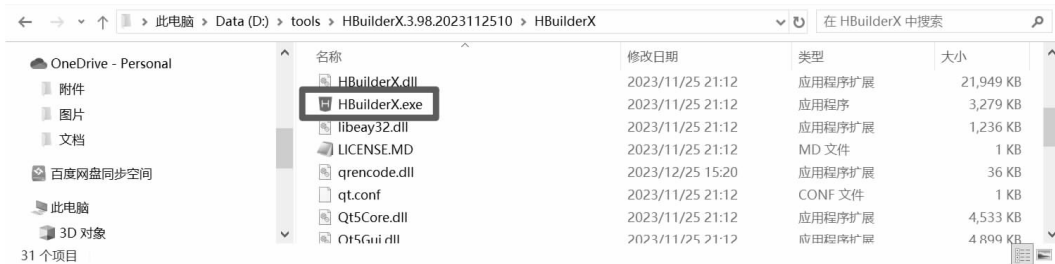 此电脑 > Data (D:) > tools > HBuilderX.3.98.2023112510 > HBuilderX
在 HBuilderX 中搜索
OneDrive - Personal
附件
图片
文档
百度网盘同步空间
此电脑
3D 对象
名称 修改日期 类型 大小
HBuilderX.dll 2023/11/25 21:12 应用程序扩展 21,949 KB
HBuilderX.exe 2023/11/25 21:12 应用程序 3,279 KB
libeay32.dll 2023/11/25 21:12 应用程序扩展 1,236 KB
LICENSE.MD 2023/11/25 21:12 MD 文件 1 KB
qrencode.dll 2023/12/25 15:20 应用程序扩展 36 KB
qt.conf 2023/11/25 21:12 CONF 文件 1 KB
Qt5Core.dll 2023/11/25 21:12 应用程序扩展 4,533 KB
Qt5Gui.dll 2023/11/25 21:12 应用程序扩展 4,899 KB
31 个项目